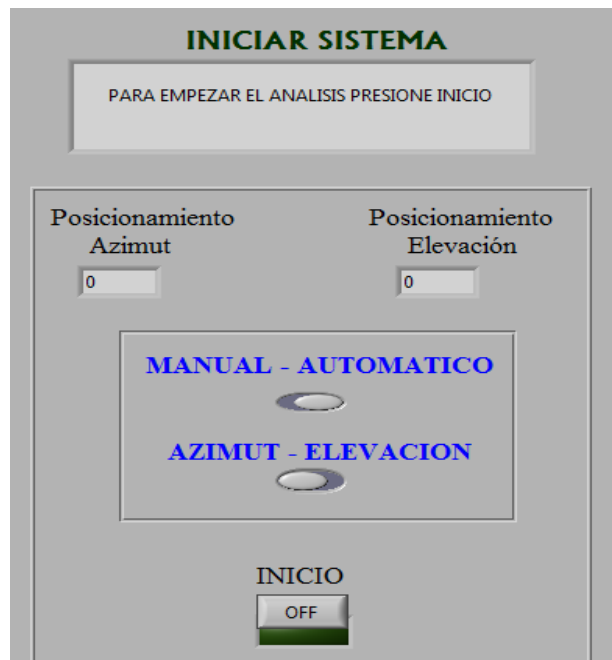 INICIAR SISTEMA
PARA EMPEZAR EL ANALISIS PRESIONE INICIO
Posicionamiento
Azimut
0
Posicionamiento
Elevación
0
MANUAL - AUTOMATICO
AZIMUT - ELEVACION
INICIO
OFF